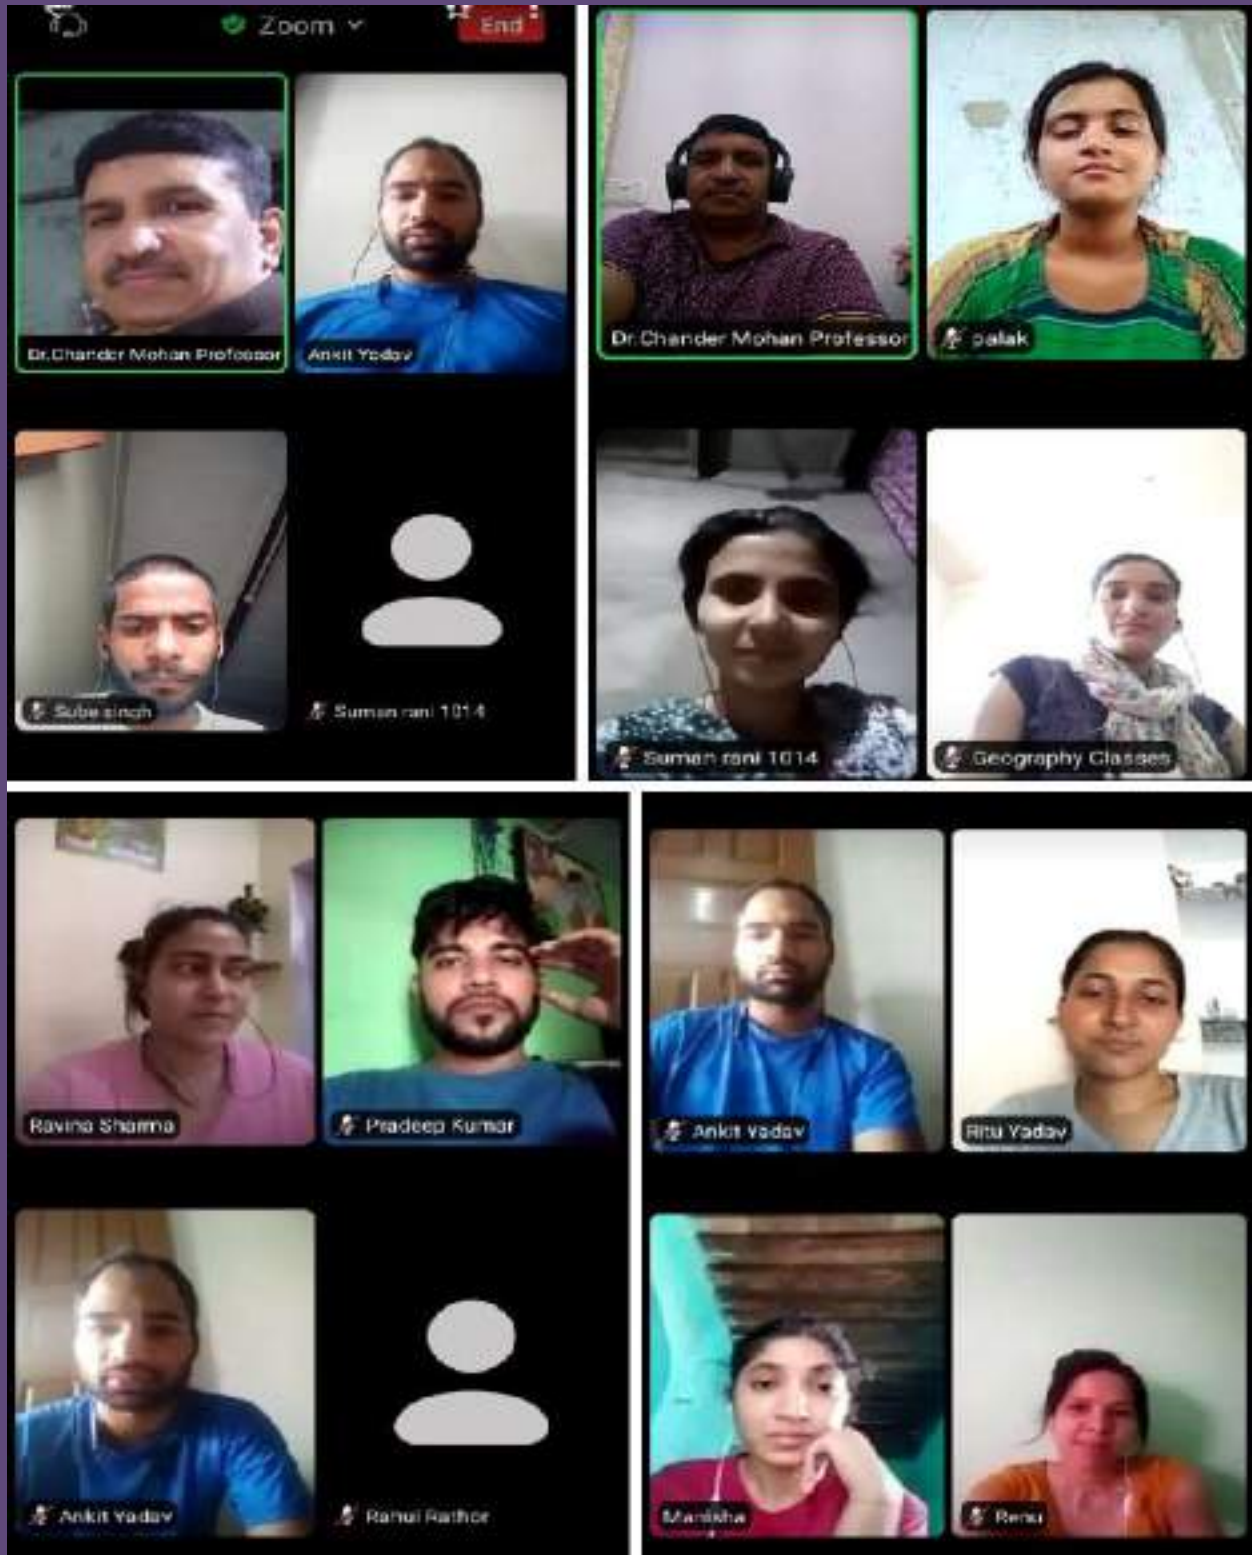 Zoom
End
Dr.Chander Mohan Professor
Ankit Yadav
Sube singh
Suman rani 1014
Dr.Chander Mohan Professor
palak
Suman rani 1014
Geography Classes
Ravina Sharma
Pradeep Kumar
Ankit Yadav
Rahul Rathor
Ankit Yadav
Ritu Yadav
Manisha
Renu